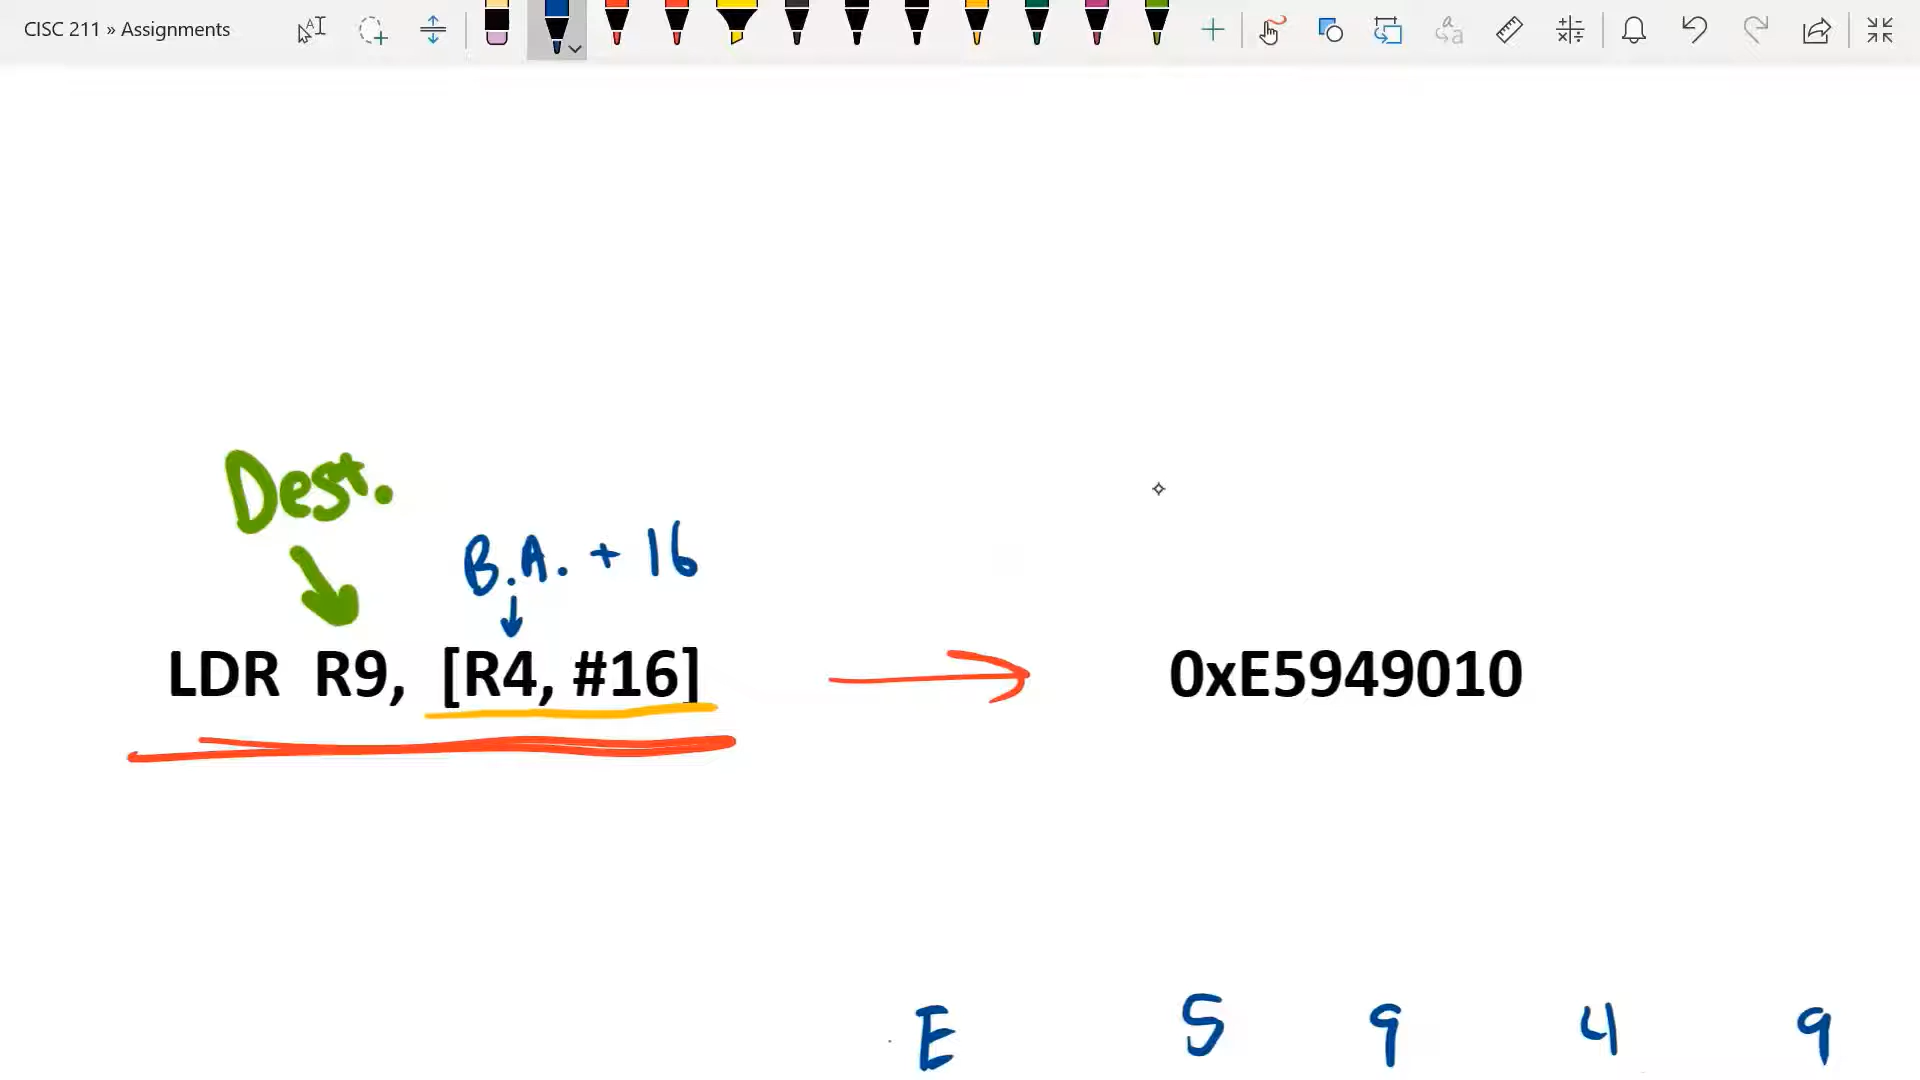 CISC 211 » Assignments
Dest.
B.A. + 16
LDR R9, [R4, #16]
0xE5949010
E 5 9 4 9